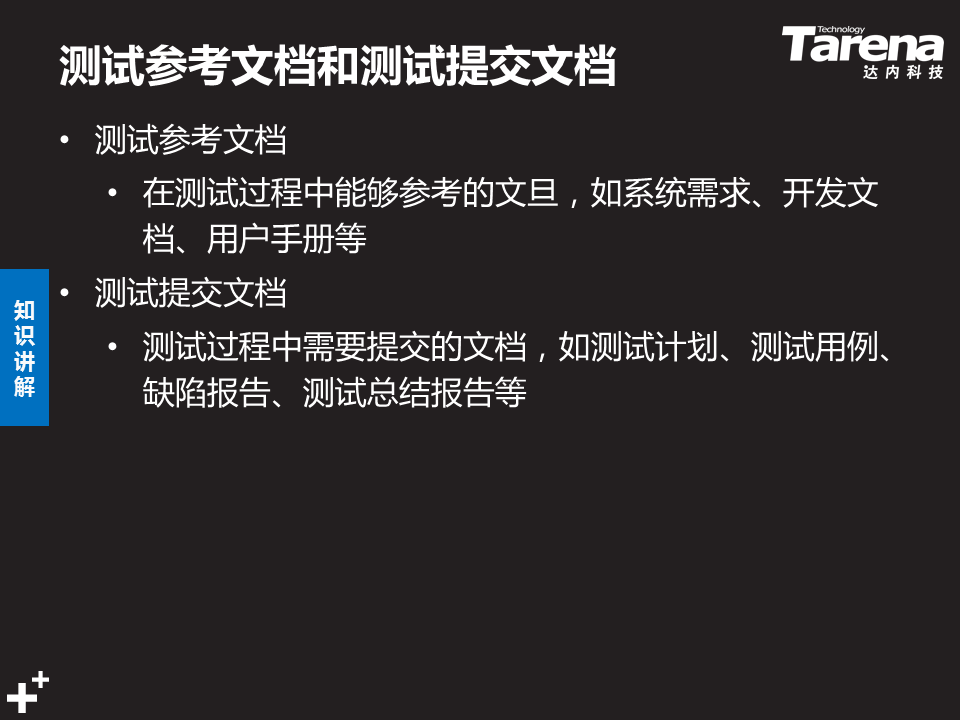 测试参考文档和测试提交文档
Technology
Tarena
达内科技
• 测试参考文档
• 在测试过程中能够参考的文旦，如系统需求、开发文
档、用户手册等
• 测试提交文档
• 测试过程中需要提交的文档，如测试计划、测试用例、
缺陷报告、测试总结报告等
知
识
讲
解